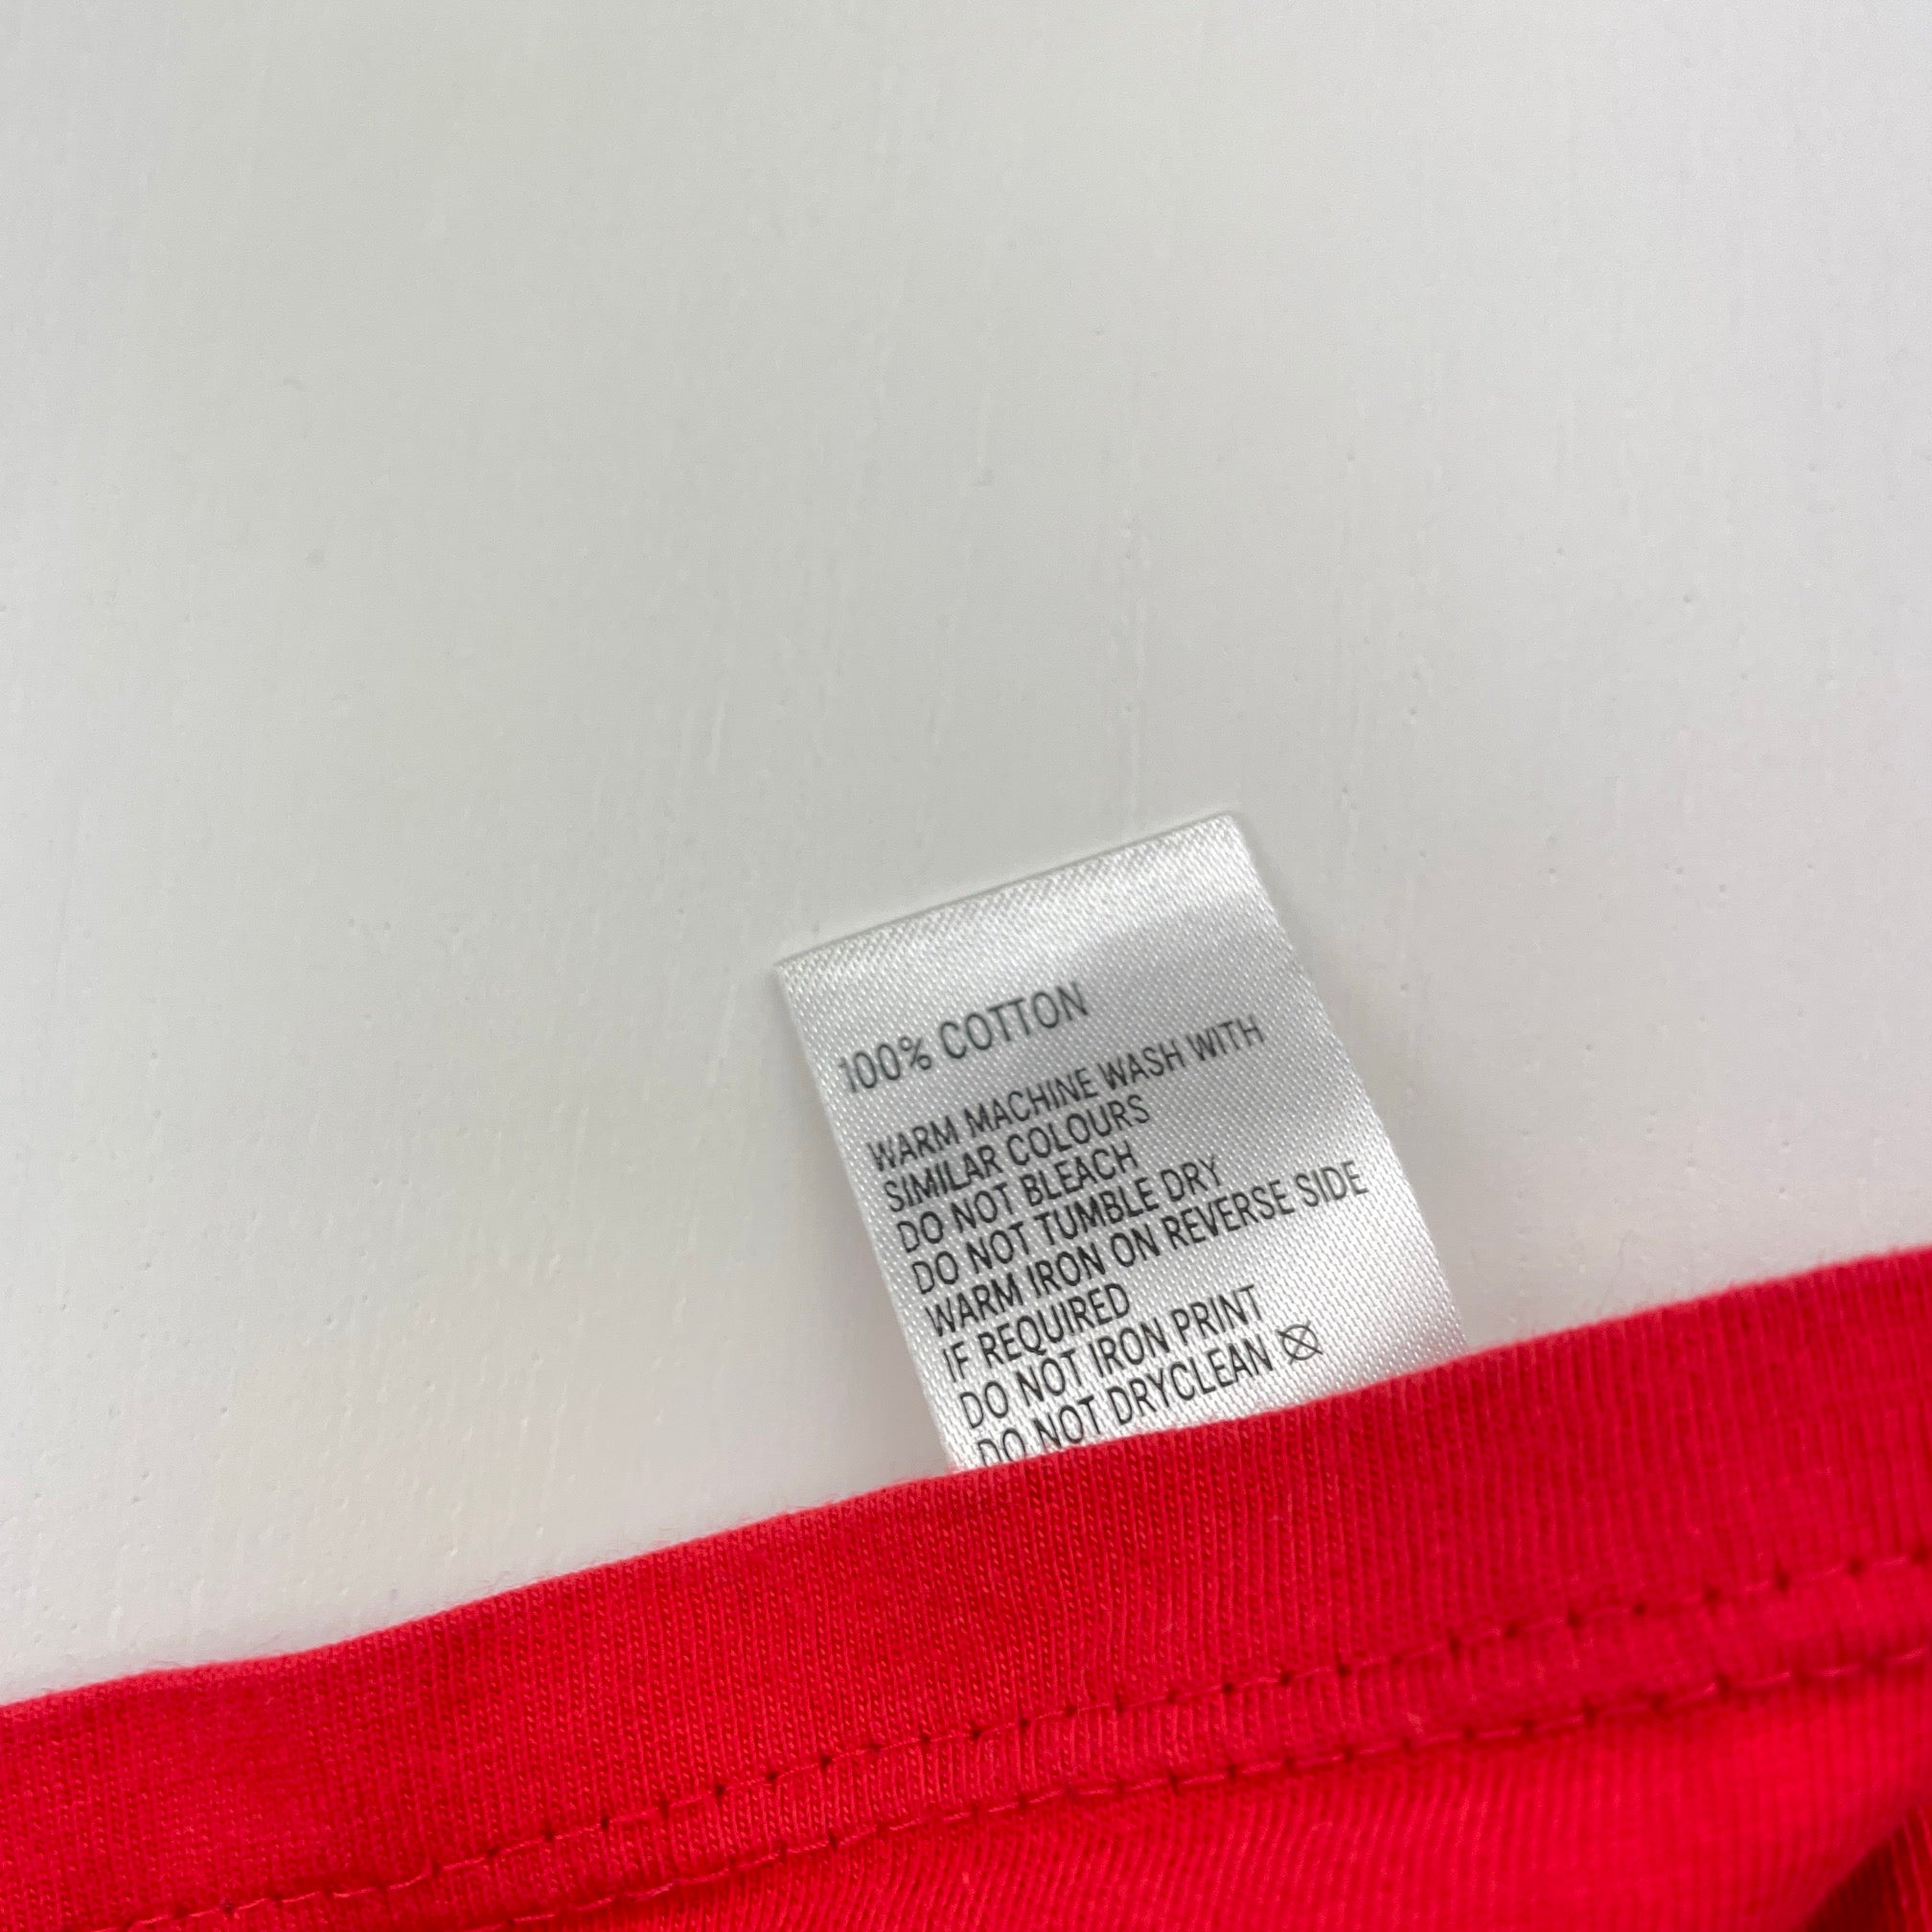 100% COTTON
WARM MACHINE WASH WITH
SIMILAR COLOURS
DO NOT BLEACH
DO NOT TUMBLE DRY
WARM IRON ON REVERSE SIDE
IF REQUIRED
DO NOT IRON PRINT
DO NOT DRYCLEAN